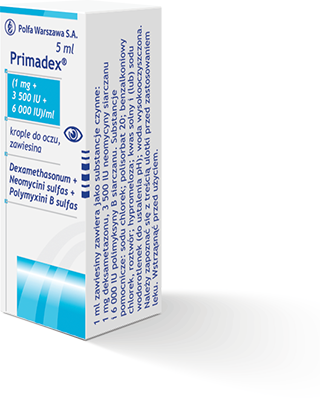 Polfa Warszawa S.A.
5 ml
Primadex®
(1 mg +
3 500 IU +
6 000 IU)/ml
krople do oczu,
zawiesina
Dexamethasonum +
Neomycini sulfas +
Polymyxini B sulfas
1 ml zawiesiny zawiera jako substancje czynne:
1 mg deksametazonu, 3 500 IU neomycyny siarczanu
i 6 000 IU polimyksyny B siarczanu. Substancje
pomocnicze: sodu chlorek; polisorbat 20; benzalkoniowy
chlorek, roztwór; hypromeloza; kwas solny i (lub) sodu
wodorotlenek (do ustalenia pH); woda wysokooczyszczona.
Należy zapoznać się z treścią ulotki przed zastosowaniem
leku. Wstrząsnąć przed użyciem.